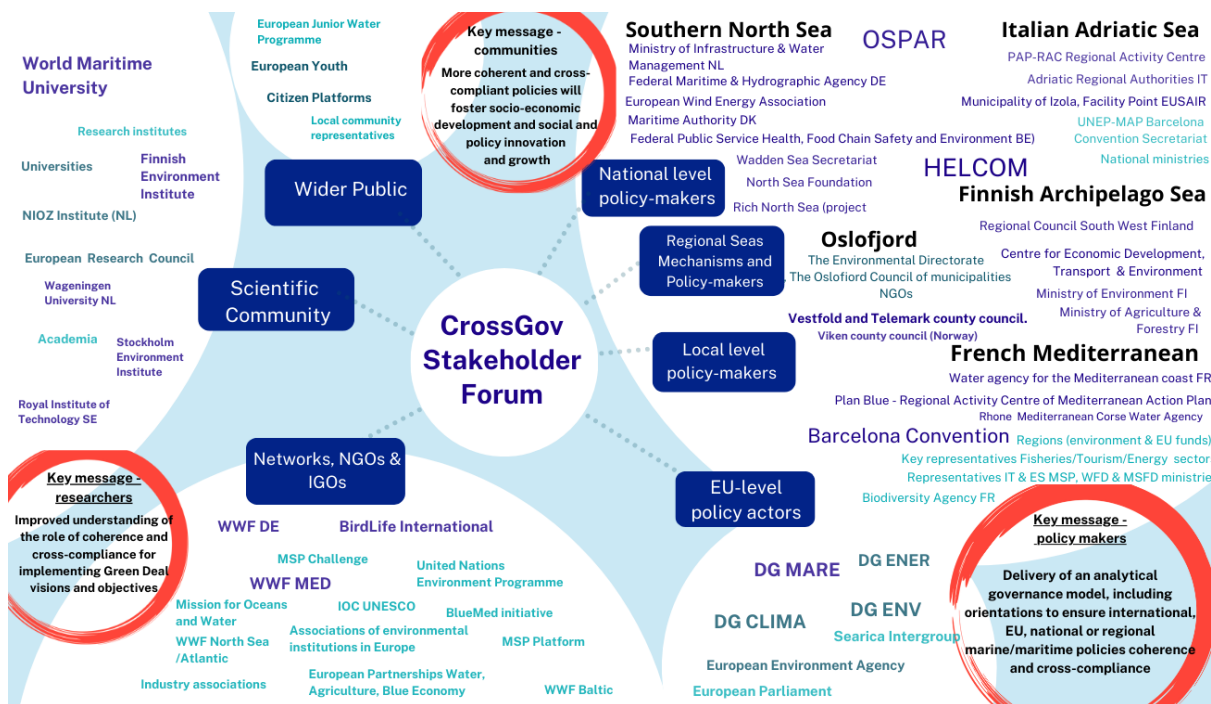 World Maritime
University
Research institutes
Universities
Finnish
Environment
Institute
NIOZ Institute (NL)
European Research Council
Wageningen
University NL
Academia
Stockholm
Environment
Institute
Royal Institute of
Technology SE
European Junior Water
Programme
European Youth
Citizen Platforms
Local community
representatives
Key message -
communities
More coherent and cross-
compliant policies will
foster socio-economic
development and social and
policy innovation
and growth
Wider Public
Scientific
Community
CrossGov
Stakeholder
Forum
National level
policy-makers
Regional Seas
Mechanisms and
Policy-makers
Local level
policy-makers
EU-level
policy actors
Networks, NGOs &
IGOs
Southern North Sea
Ministry of Infrastructure & Water
Management NL
Federal Maritime & Hydrographic Agency DE
European Wind Energy Association
Maritime Authority DK
Federal Public Service Health, Food Chain Safety and Environment BE)
Wadden Sea Secretariat
North Sea Foundation
Rich North Sea (project
OSPAR
HELCOM
Italian Adriatic Sea
PAP-RAC Regional Activity Centre
Adriatic Regional Authorities IT
Municipality of Izola, Facility Point EUSAIR
UNEP-MAP Barcelona
Convention Secretariat
National ministries
Finnish Archipelago Sea
Regional Council South West Finland
Centre for Economic Development,
Transport & Environment
Ministry of Environment FI
Ministry of Agriculture &
Forestry FI
Oslofjord
The Environmental Directorate
The Oslofiord Council of municipalities
NGOs
Vestfold and Telemark county council.
Viken county council (Norway)
French Mediterranean
Water agency for the Mediterranean coast FR
Plan Blue - Regional Activity Centre of Mediterranean Action Plan
Rhone Mediterranean Corse Water Agency
Barcelona Convention
Regions (environment & EU funds)
Key representatives Fisheries/Tourism/Energy sector
Representatives IT & ES MSP, WFD & MSFD ministrie
Biodiversity Agency FR
Key message -
researchers
Improved understanding of
the role of coherence and
cross-compliance for
implementing Green Deal
visions and objectives
WWF DE
BirdLife International
MSP Challenge
United Nations
Environment Programme
WWF MED
Mission for Oceans
and Water
IOC UNESCO
BlueMed initiative
WWF North Sea
/Atlantic
Associations of environmental
institutions in Europe
MSP Platform
Industry associations
European Partnerships Water,
Agriculture, Blue Economy
WWF Baltic
DG MARE
DG ENER
DG CLIMA
DG ENV
Searica Intergroup
European Environment Agency
European Parliament
Key message -
policy makers
Delivery of an analytical
governance model, including
orientations to ensure international,
EU, national or regional
marine/maritime policies coherence
and cross-compliance